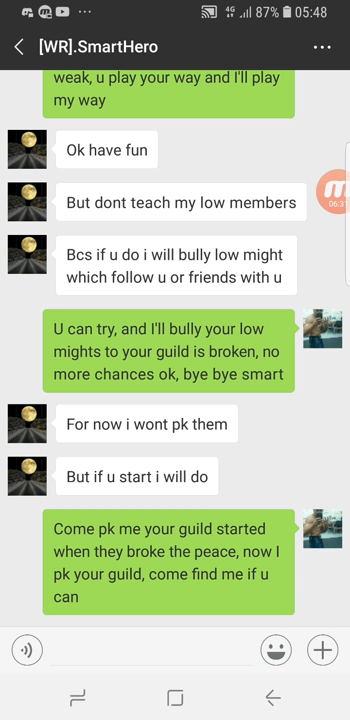 4G 87% 05:48
[WR].SmartHero
weak, u play your way and I'll play
my way
Ok have fun
But dont teach my low members
06:31
Bcs if u do i will bully low might
which follow u or friends with u
U can try, and I'll bully your low
mights to your guild is broken, no
more chances ok, bye bye smart
For now i wont pk them
But if u start i will do
Come pk me your guild started
when they broke the peace, now I
pk your guild, come find me if u
can